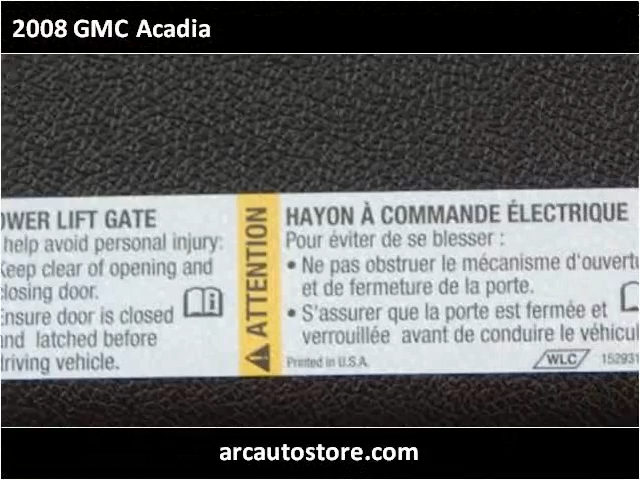 2008 GMC Acadia
OWER LIFT GATE
help avoid personal injury:
Keep clear of opening and
closing door.
Ensure door is closed
and latched before
driving vehicle.
ATTENTION
HAYON À COMMANDE ÉLECTRIQUE
Pour éviter de se blesser :
• Ne pas obstruer le mécanisme d'ouvertu
et de fermeture de la porte.
• S'assurer que la porte est fermée et
verrouillée avant de conduire le véhicul
Printed in U.S.A.
WLC
152931
arcautostore.com